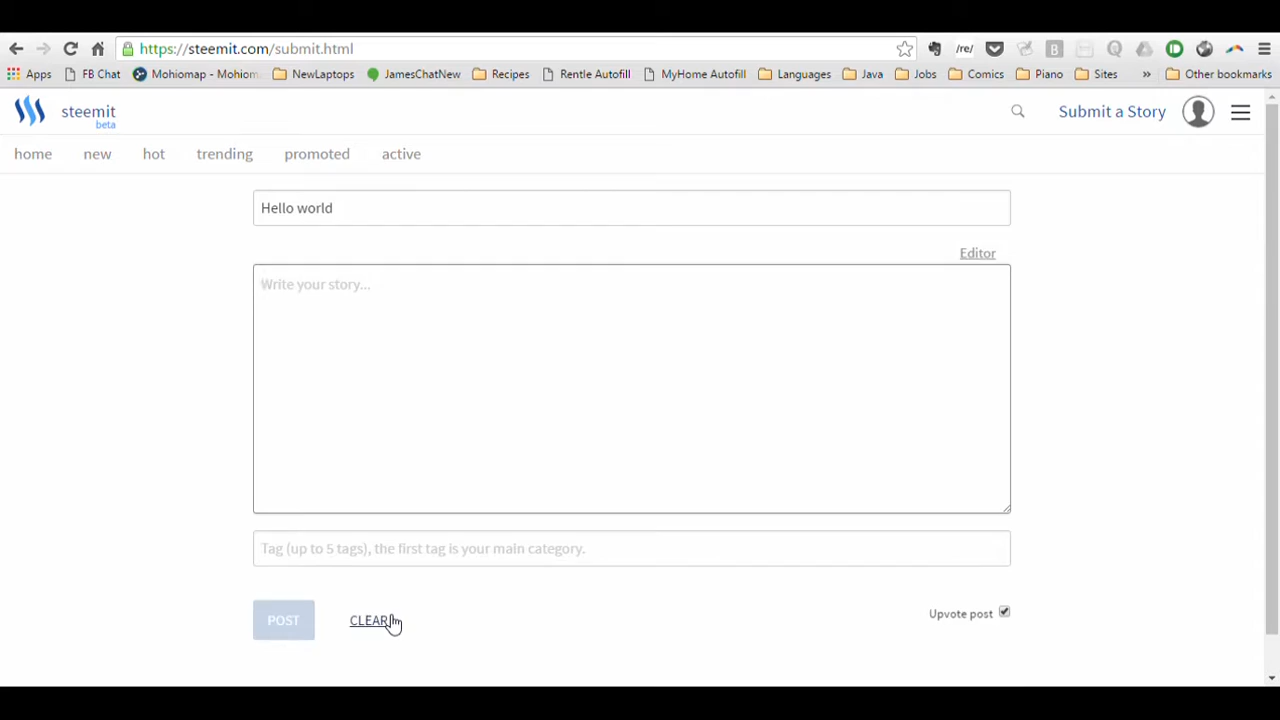 https://steemit.com/submit.html
/re/
Apps
FB Chat
Mohiomap - Mohiom
NewLaptops
JamesChatNew
Recipes
Rentle Autofill
MyHome Autofill
Languages
Java
Jobs
Comics
Piano
Sites
»
Other bookmarks
steemit
beta
Submit a Story
home new hot trending promoted active
Hello world
Editor
Write your story...
Tag (up to 5 tags), the first tag is your main category.
POST
CLEAR
Upvote post